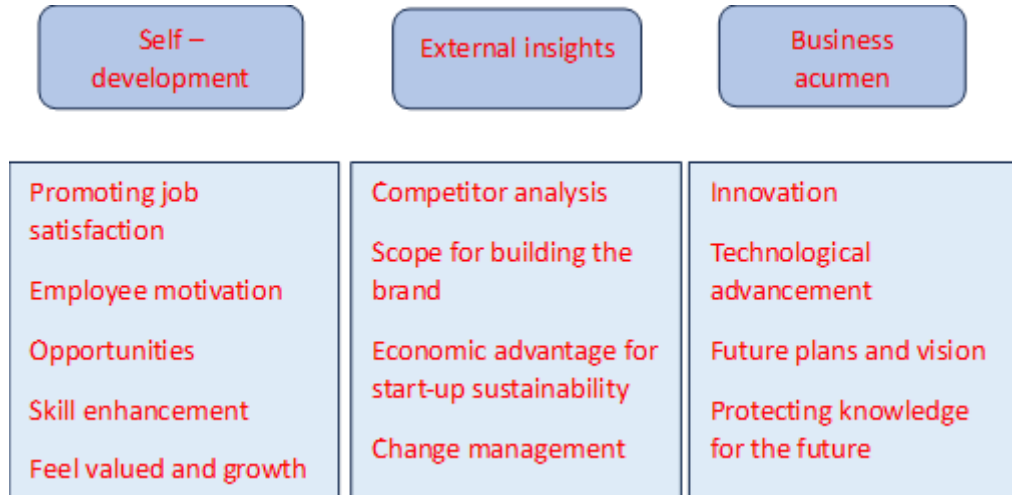 Self –
development
External insights
Business
acumen
Promoting job
satisfaction
Employee motivation
Opportunities
Skill enhancement
Feel valued and growth
Competitor analysis
Scope for building the
brand
Economic advantage for
start-up sustainability
Change management
Innovation
Technological
advancement
Future plans and vision
Protecting knowledge
for the future